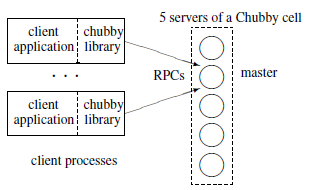 5 servers of a Chubby cell
client chubby
application library
. . .
RPCs
master
client chubby
application library
client processes